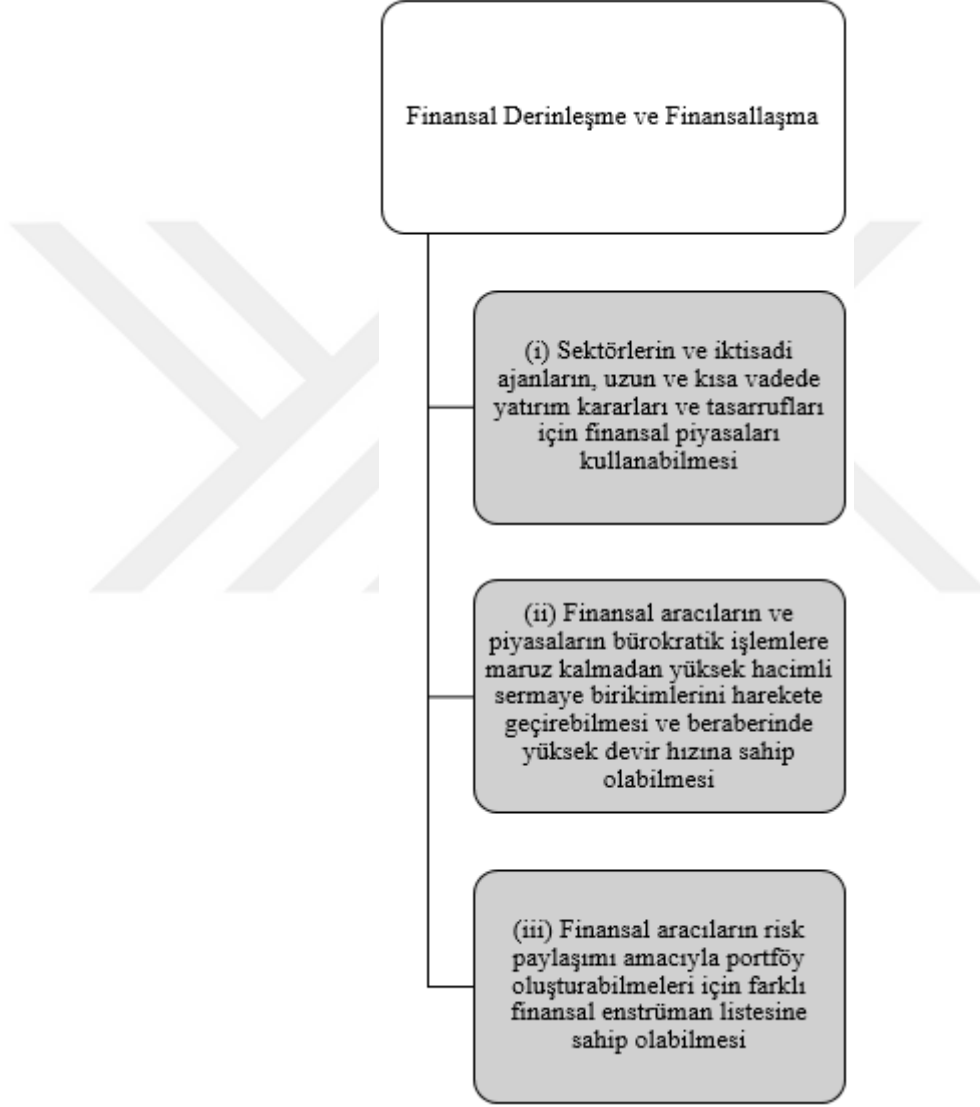 Finansal Derinleşme ve Finansallaşma
(i) Sektörlerin ve iktisadi
ajanların, uzun ve kısa vadede
yatırım kararları ve tasarrufları
için finansal piyasaları
kullanabilmesi
(ii) Finansal aracıların ve
piyasaların bürokratik işlemlere
maruz kalmadan yüksek hacimli
sermaye birikimlerini harekete
geçirebilmesi ve beraberinde
yüksek devir hızına sahip
olabilmesi
(iii) Finansal aracıların risk
paylaşımı amacıyla portföy
oluşturabilmeleri için farklı
finansal enstrüman listesine
sahip olabilmesi